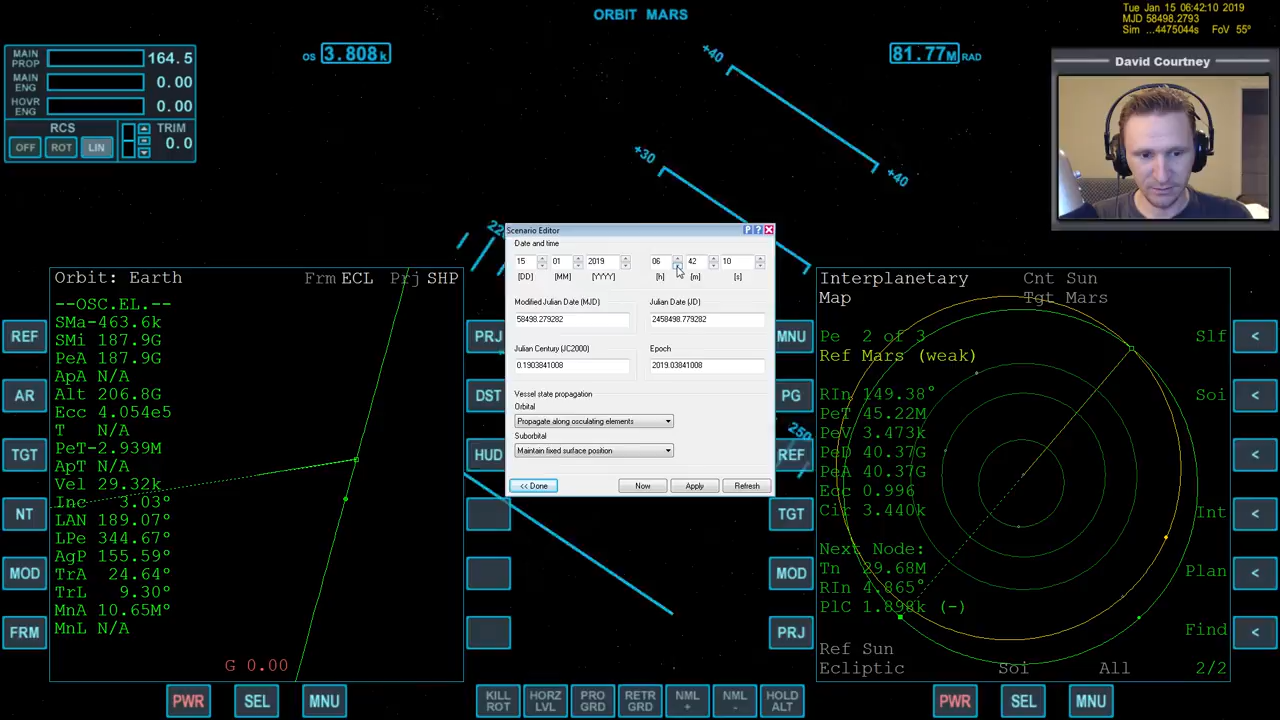 ORBIT MARS
Tue Jan 15 06:42:10 2019
MJD 58498.2793
Sim ...4475044s FoV 55°
David Courtney
MAIN PROP 164.5
MAIN ENG 0.00
HOVR ENG 0.00
RCS
TRIM
0.0
OFF ROT LIN
OS 3.808k
81.77M RAD
+40
+40
+30
Scenario Editor
P ? X
Date and time
15 01 2019 06 42 10
[DD] [MM] [YYYY] [h] [m] [s]
Modified Julian Date (MJD) Julian Date (JD)
58498.279282 2458498.779282
Julian Century (JC2000) Epoch
0.1903841008 2019.03841008
Vessel state propagation
Orbital
Propagate along osculating elements
Suborbital
Maintain fixed surface position
<< Done Now Apply Refresh
250
Orbit: Earth Frm ECL Prj SHP
--OSC.EL.--
SMa-463.6k
SMi 187.9G
PeA 187.9G
ApA N/A
Alt 206.8G
Ecc 4.054e5
T N/A
PeT-2.939M
ApT N/A
Vel 29.32k
Inc 3.03°
LAN 189.07°
LPe 344.67°
AgP 155.59°
TrA 24.64°
TrL 9.30°
MnA 10.65M°
MnL N/A
G 0.00
REF
AR
TGT
NT
MOD
FRM
PRJ
DST
HUD
PWR SEL MNU
KILL ROT
HORZ LVL
PRO GRD
RETR GRD
NML +
NML -
HOLD ALT
MNU
PG
REF
TGT
MOD
PRJ
Interplanetary Cnt Sun
Map Tgt Mars
Pe 2 of 3 Slf <
Ref Mars (weak)
RIn 149.38° Soi <
PeT 45.22M
PeV 3.473k
PeD 40.37G <
PeA 40.37G
Ecc 0.996
Cir 3.440k Int <
Next Node:
Tn 29.68M Plan <
RIn 4.865°
PlC 1.898k (-)
Find <
Ref Sun
Ecliptic Soi All 2/2
PWR SEL MNU